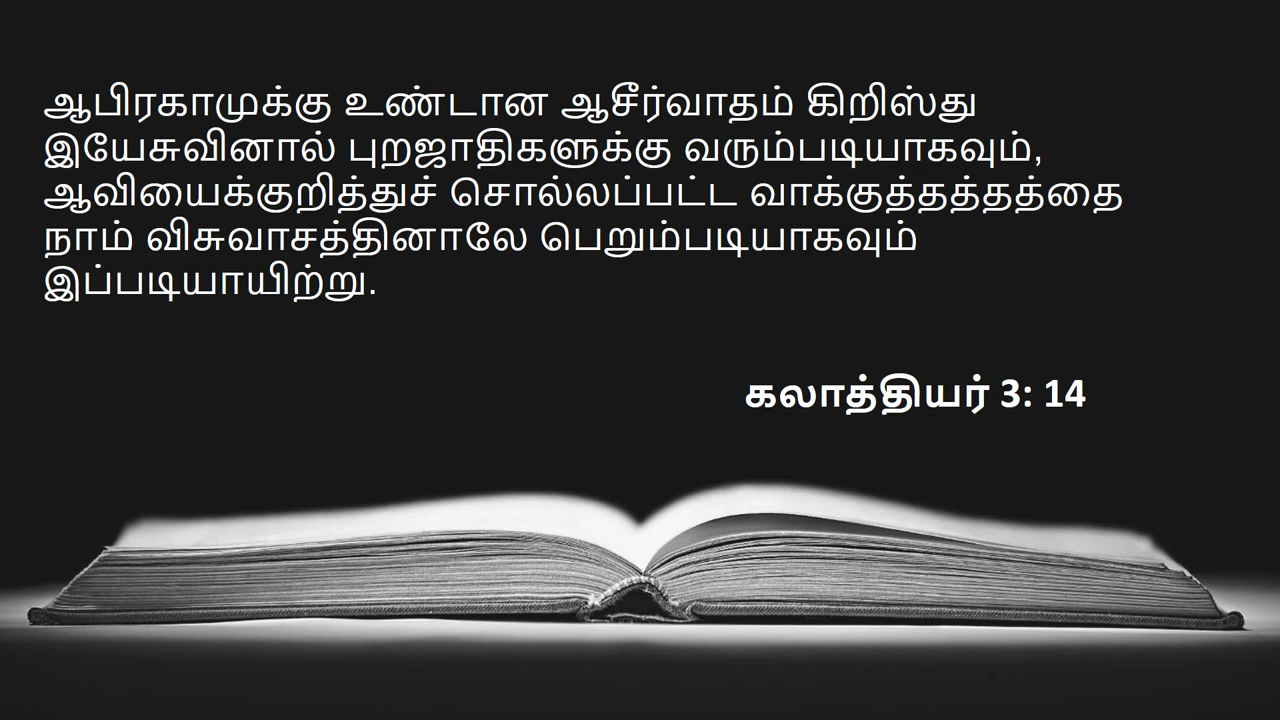 ஆபிரகாமுக்கு உண்டான ஆசீர்வாதம் கிறிஸ்து
இயேசுவினால் புறஜாதிகளுக்கு வரும்படியாகவும்,
ஆவியைக்குறித்துச் சொல்லப்பட்ட வாக்குத்தத்தத்தை
நாம் விசுவாசத்தினாலே பெறும்படியாகவும்
இப்படியாயிற்று.
கலாத்தியர் 3: 14